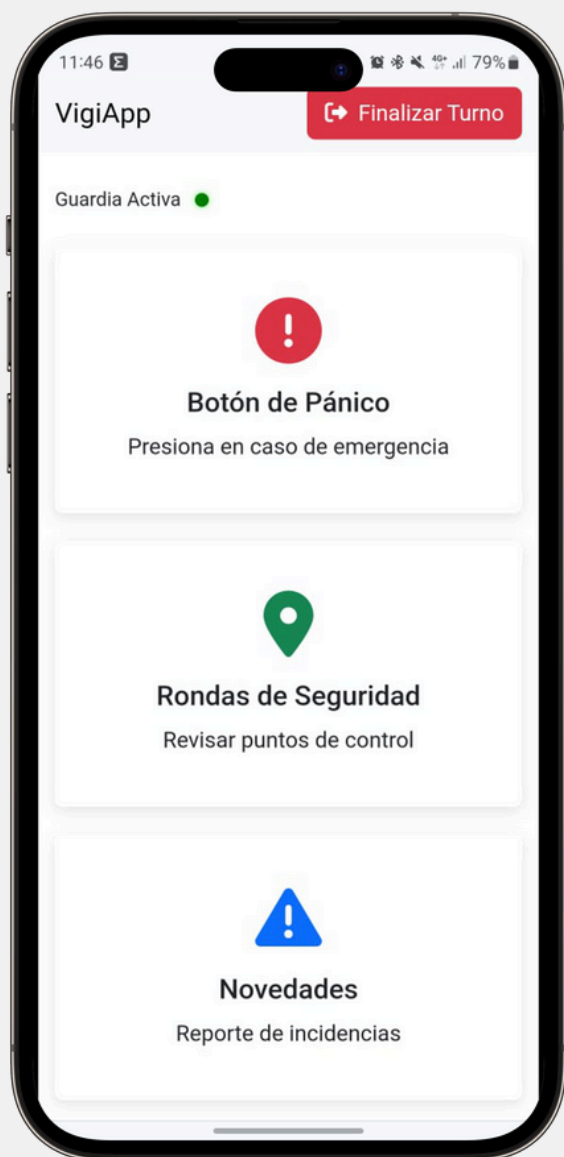 11:46 Σ 4G+ 79%
VigiApp Finalizar Turno
Guardia Activa
!
Botón de Pánico
Presiona en caso de emergencia
Rondas de Seguridad
Revisar puntos de control
!
Novedades
Reporte de incidencias